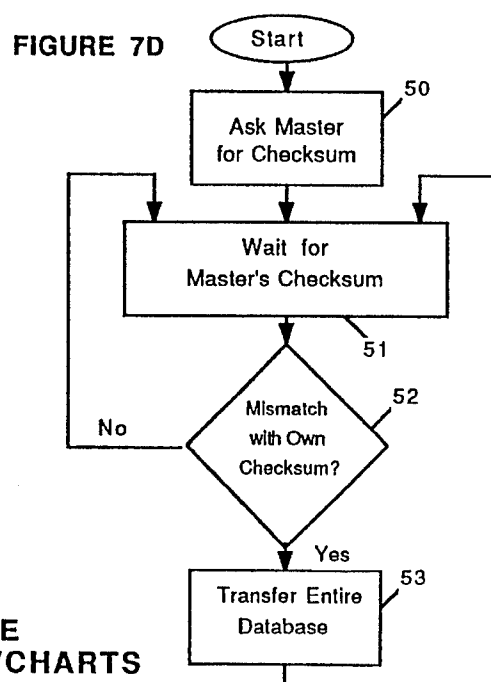 FIGURE 7D
Start
50
Ask Master
for Checksum
Wait for
Master's Checksum
51
Mismatch
with Own
Checksum?
52
No
Yes
53
Transfer Entire
Database
E
/CHARTS